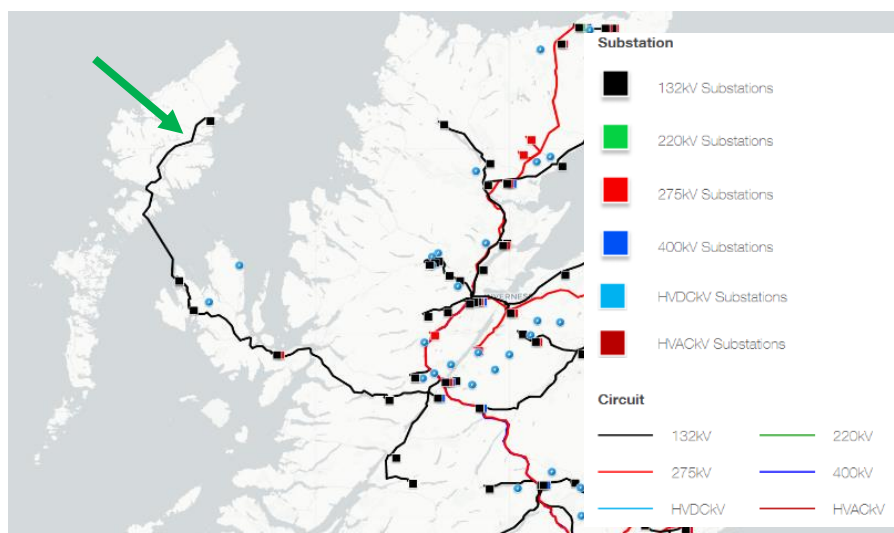 Substation
132kV Substations
220kV Substations
275kV Substations
400kV Substations
HVDCkV Substations
HVACkV Substations
Circuit
132kV 220kV
275kV 400kV
HVDCkV HVACkV